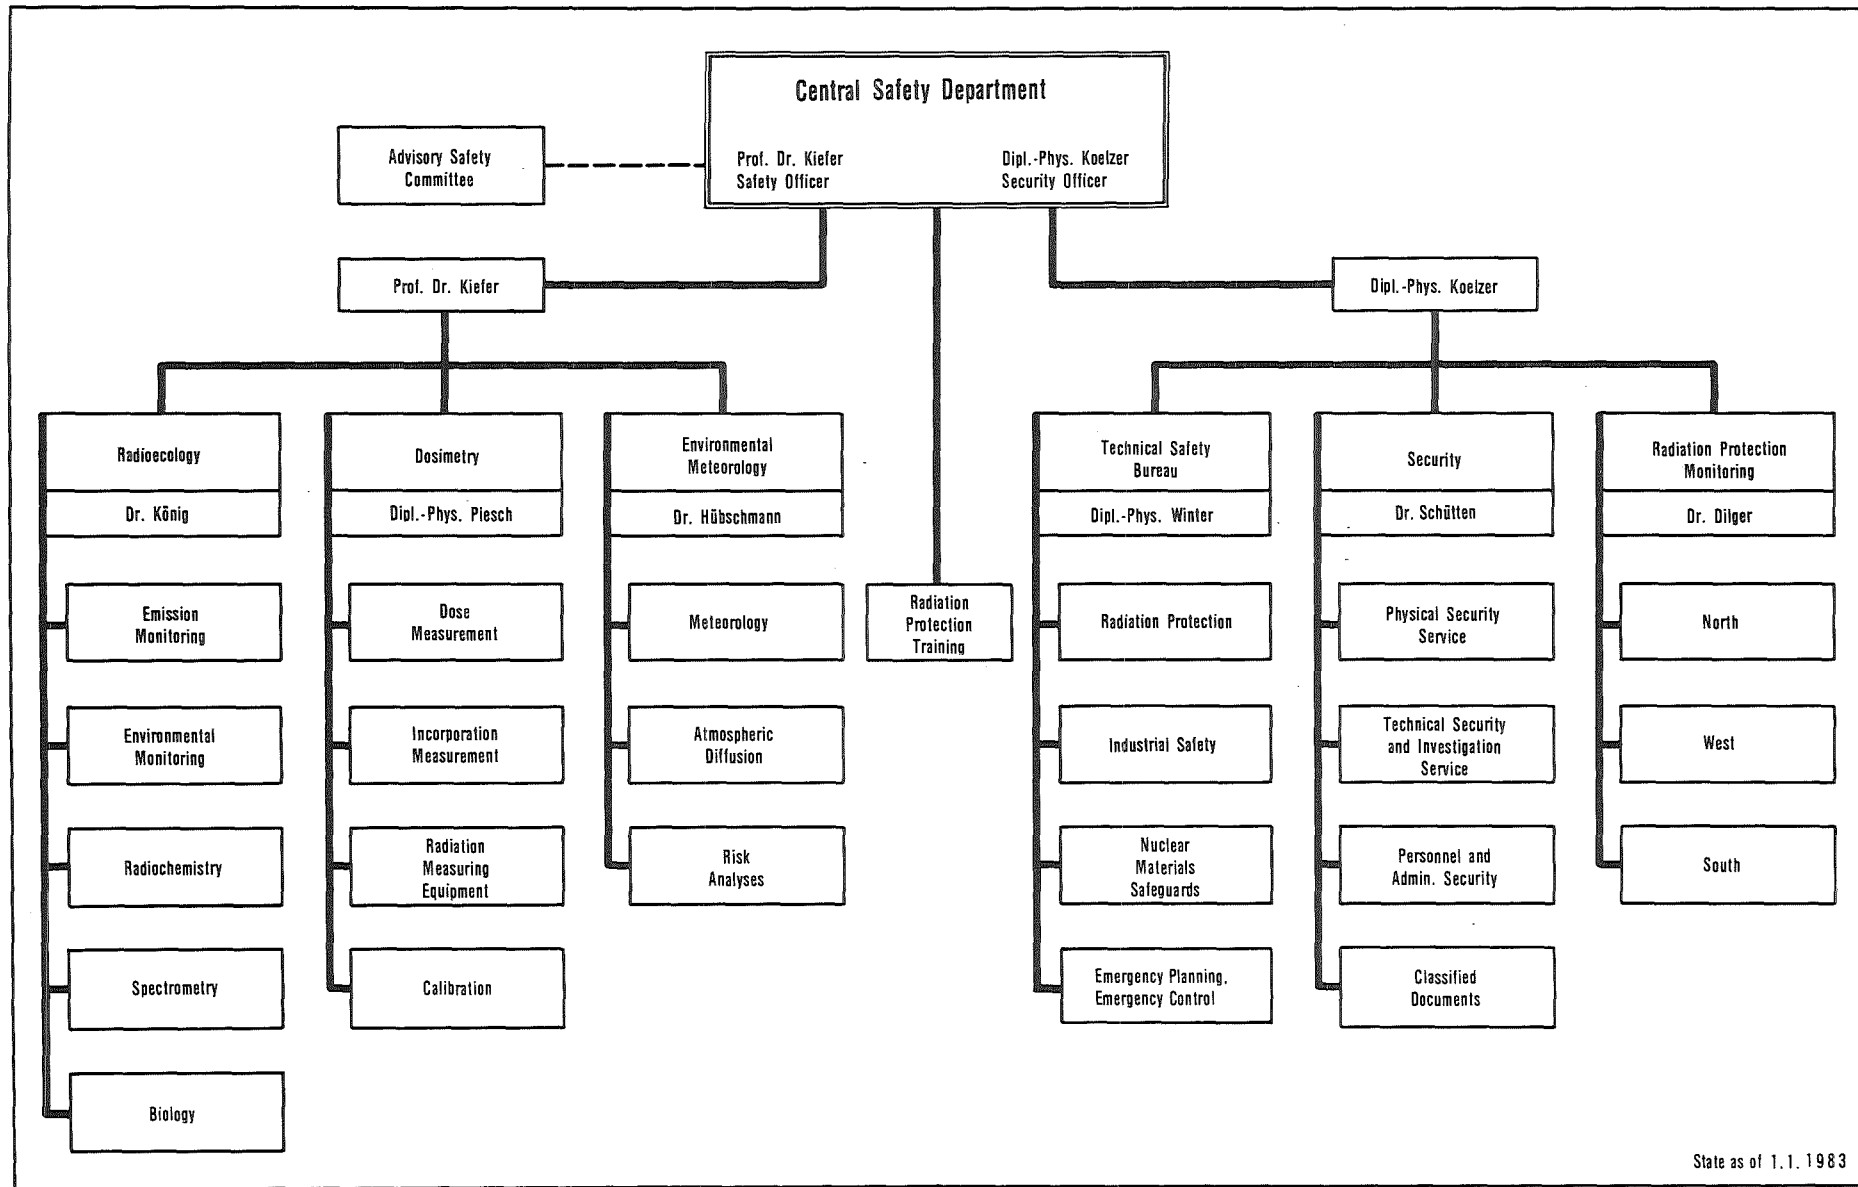 Central Safety Department
Prof. Dr. Kiefer
Safety Officer
Dipl.-Phys. Koelzer
Security Officer
Advisory Safety
Committee
Prof. Dr. Kiefer
Dipl.-Phys. Koelzer
Radioecology
Dr. König
Emission
Monitoring
Environmental
Monitoring
Radiochemistry
Spectrometry
Biology
Dosimetry
Dipl.-Phys. Piesch
Dose
Measurement
Incorporation
Measurement
Radiation
Measuring
Equipment
Calibration
Environmental
Meteorology
Dr. Hübschmann
Meteorology
Atmospheric
Diffusion
Risk
Analyses
Radiation
Protection
Training
Technical Safety
Bureau
Dipl.-Phys. Winter
Radiation Protection
Industrial Safety
Nuclear
Materials
Safeguards
Emergency Planning,
Emergency Control
Security
Dr. Schütten
Physical Security
Service
Technical Security
and Investigation
Service
Personnel and
Admin. Security
Classified
Documents
Radiation Protection
Monitoring
Dr. Dilger
North
West
South
State as of 1.1.1983